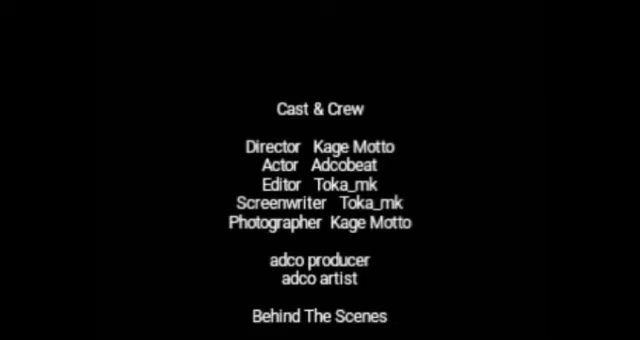 Cast & Crew
Director Kage Motto
Actor Adcobeat
Editor Toka_mk
Screenwriter Toka_mk
Photographer Kage Motto
adco producer
adco artist
Behind The Scenes